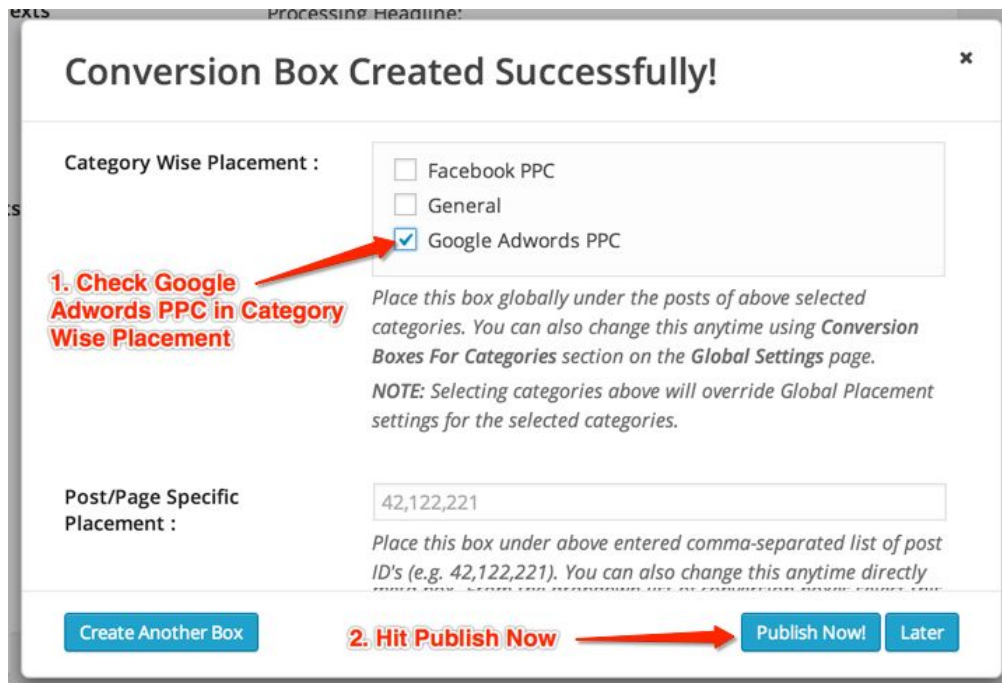 exts
Processing Headline:
Conversion Box Created Successfully!
×
Category Wise Placement :
Facebook PPC
General
Google Adwords PPC
1. Check Google
Adwords PPC in Category
Wise Placement
Place this box globally under the posts of above selected
categories. You can also change this anytime using Conversion
Boxes For Categories section on the Global Settings page.
NOTE: Selecting categories above will override Global Placement
settings for the selected categories.
ts
Post/Page Specific
Placement :
42,122,221
Place this box under above entered comma-separated list of post
ID's (e.g. 42,122,221). You can also change this anytime directly
Create Another Box
2. Hit Publish Now
Publish Now!
Later